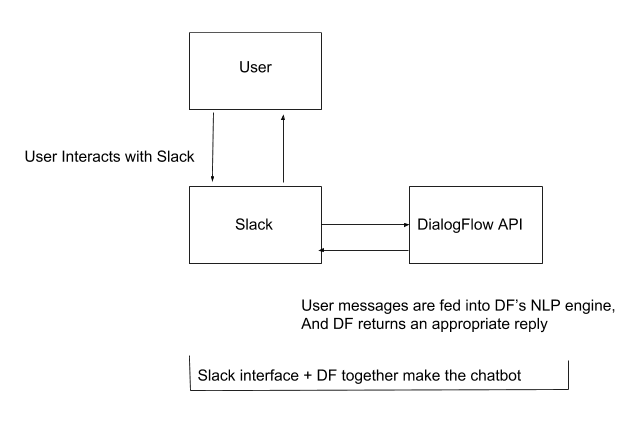 User
User Interacts with Slack
Slack
DialogFlow API
User messages are fed into DF's NLP engine,
And DF returns an appropriate reply
Slack interface + DF together make the chatbot